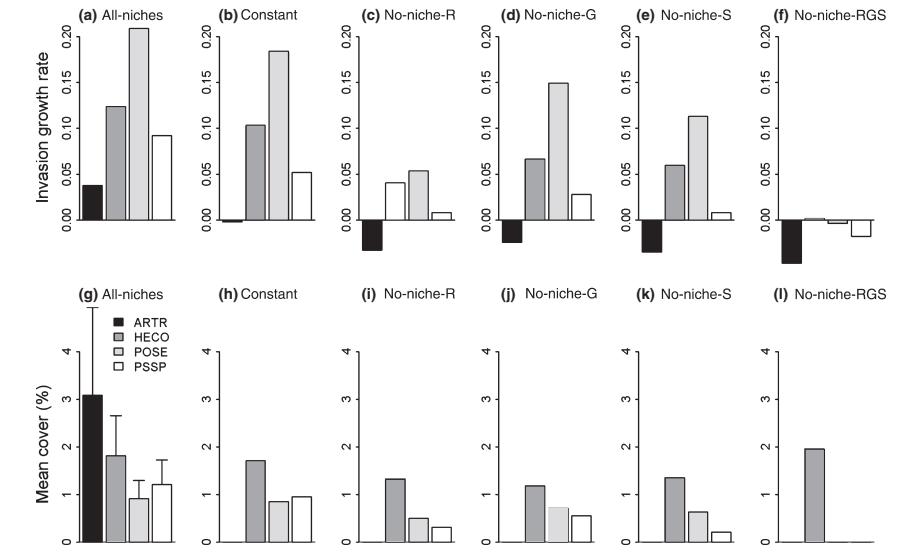 (a) All-niches (b) Constant (c) No-niche-R (d) No-niche-G (e) No-niche-S (f) No-niche-RGS
Invasion growth rate
0.20 0.20 0.20 0.20 0.20 0.20
0.15 0.15 0.15 0.15 0.15 0.15
0.10 0.10 0.10 0.10 0.10 0.10
0.05 0.05 0.05 0.05 0.05 0.05
0.00 0.00 0.00 0.00 0.00 0.00
(g) All-niches (h) Constant (i) No-niche-R (j) No-niche-G (k) No-niche-S (l) No-niche-RGS
ARTR
HECO
POSE
PSSP
Mean cover (%)
4 4 4 4 4 4
3 3 3 3 3 3
2 2 2 2 2 2
1 1 1 1 1 1
0 0 0 0 0 0